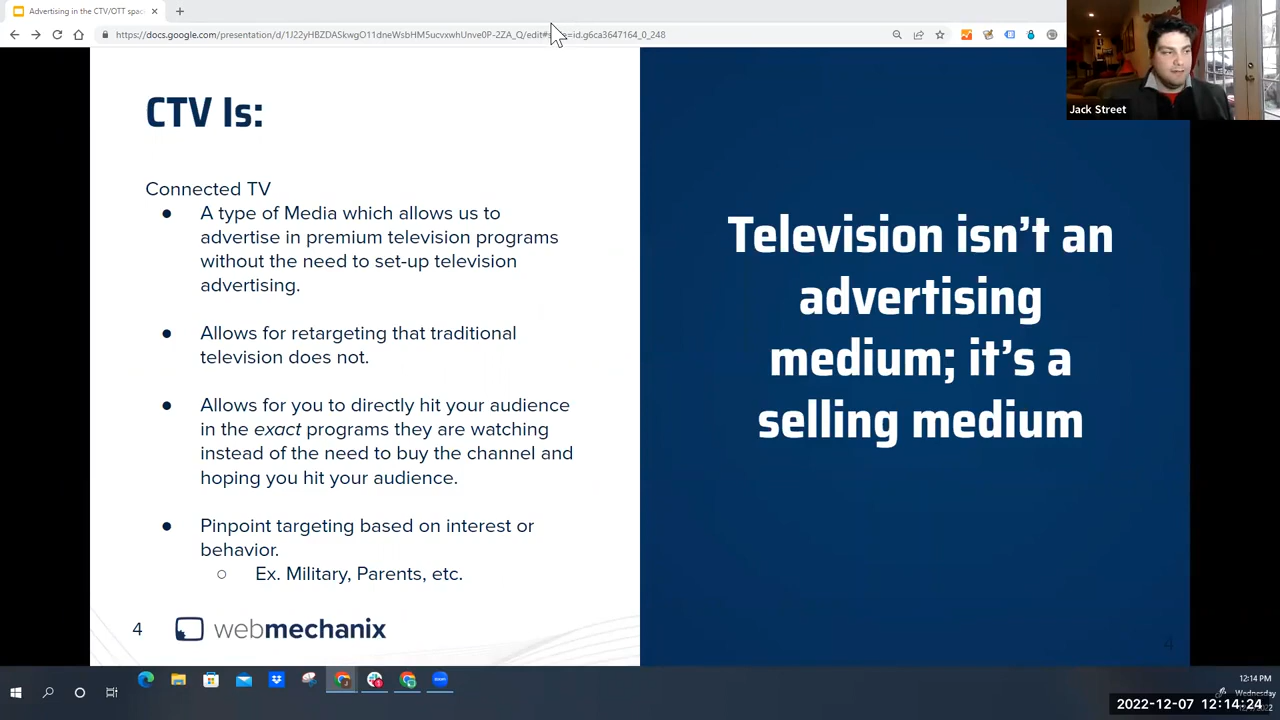 Advertising in the CTV/OTT spac
https://docs.google.com/presentation/d/1J22yHBZDASkwgO11dneWsbHM5ucvxwhUnveP-2ZA_Q/edit#s
=id.g6ca3647164_0_248
Jack Street
CTV Is:
Connected TV
● A type of Media which allows us to
advertise in premium television programs
without the need to set-up television
advertising.
● Allows for retargeting that traditional
television does not.
● Allows for you to directly hit your audience
in the exact programs they are watching
instead of the need to buy the channel and
hoping you hit your audience.
● Pinpoint targeting based on interest or
behavior.
○ Ex. Military, Parents, etc.
4
webmechanix
Television isn’t an
advertising
medium; it’s a
selling medium
4
12:14 PM
Wednesday
2022-12-07 12:14:24